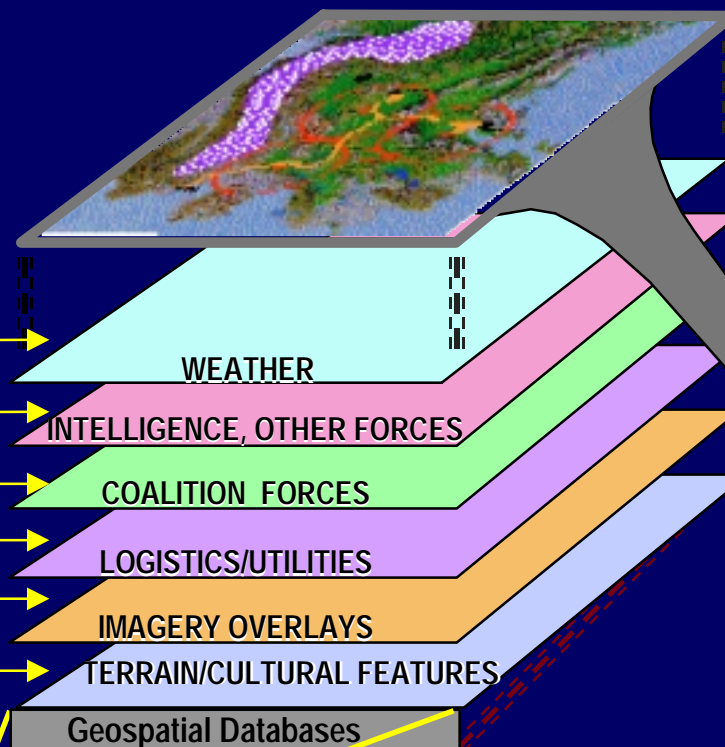 WEATHER
INTELLIGENCE, OTHER FORCES
COALITION FORCES
LOGISTICS/UTILITIES
IMAGERY OVERLAYS
TERRAIN/CULTURAL FEATURES
Geospatial Databases